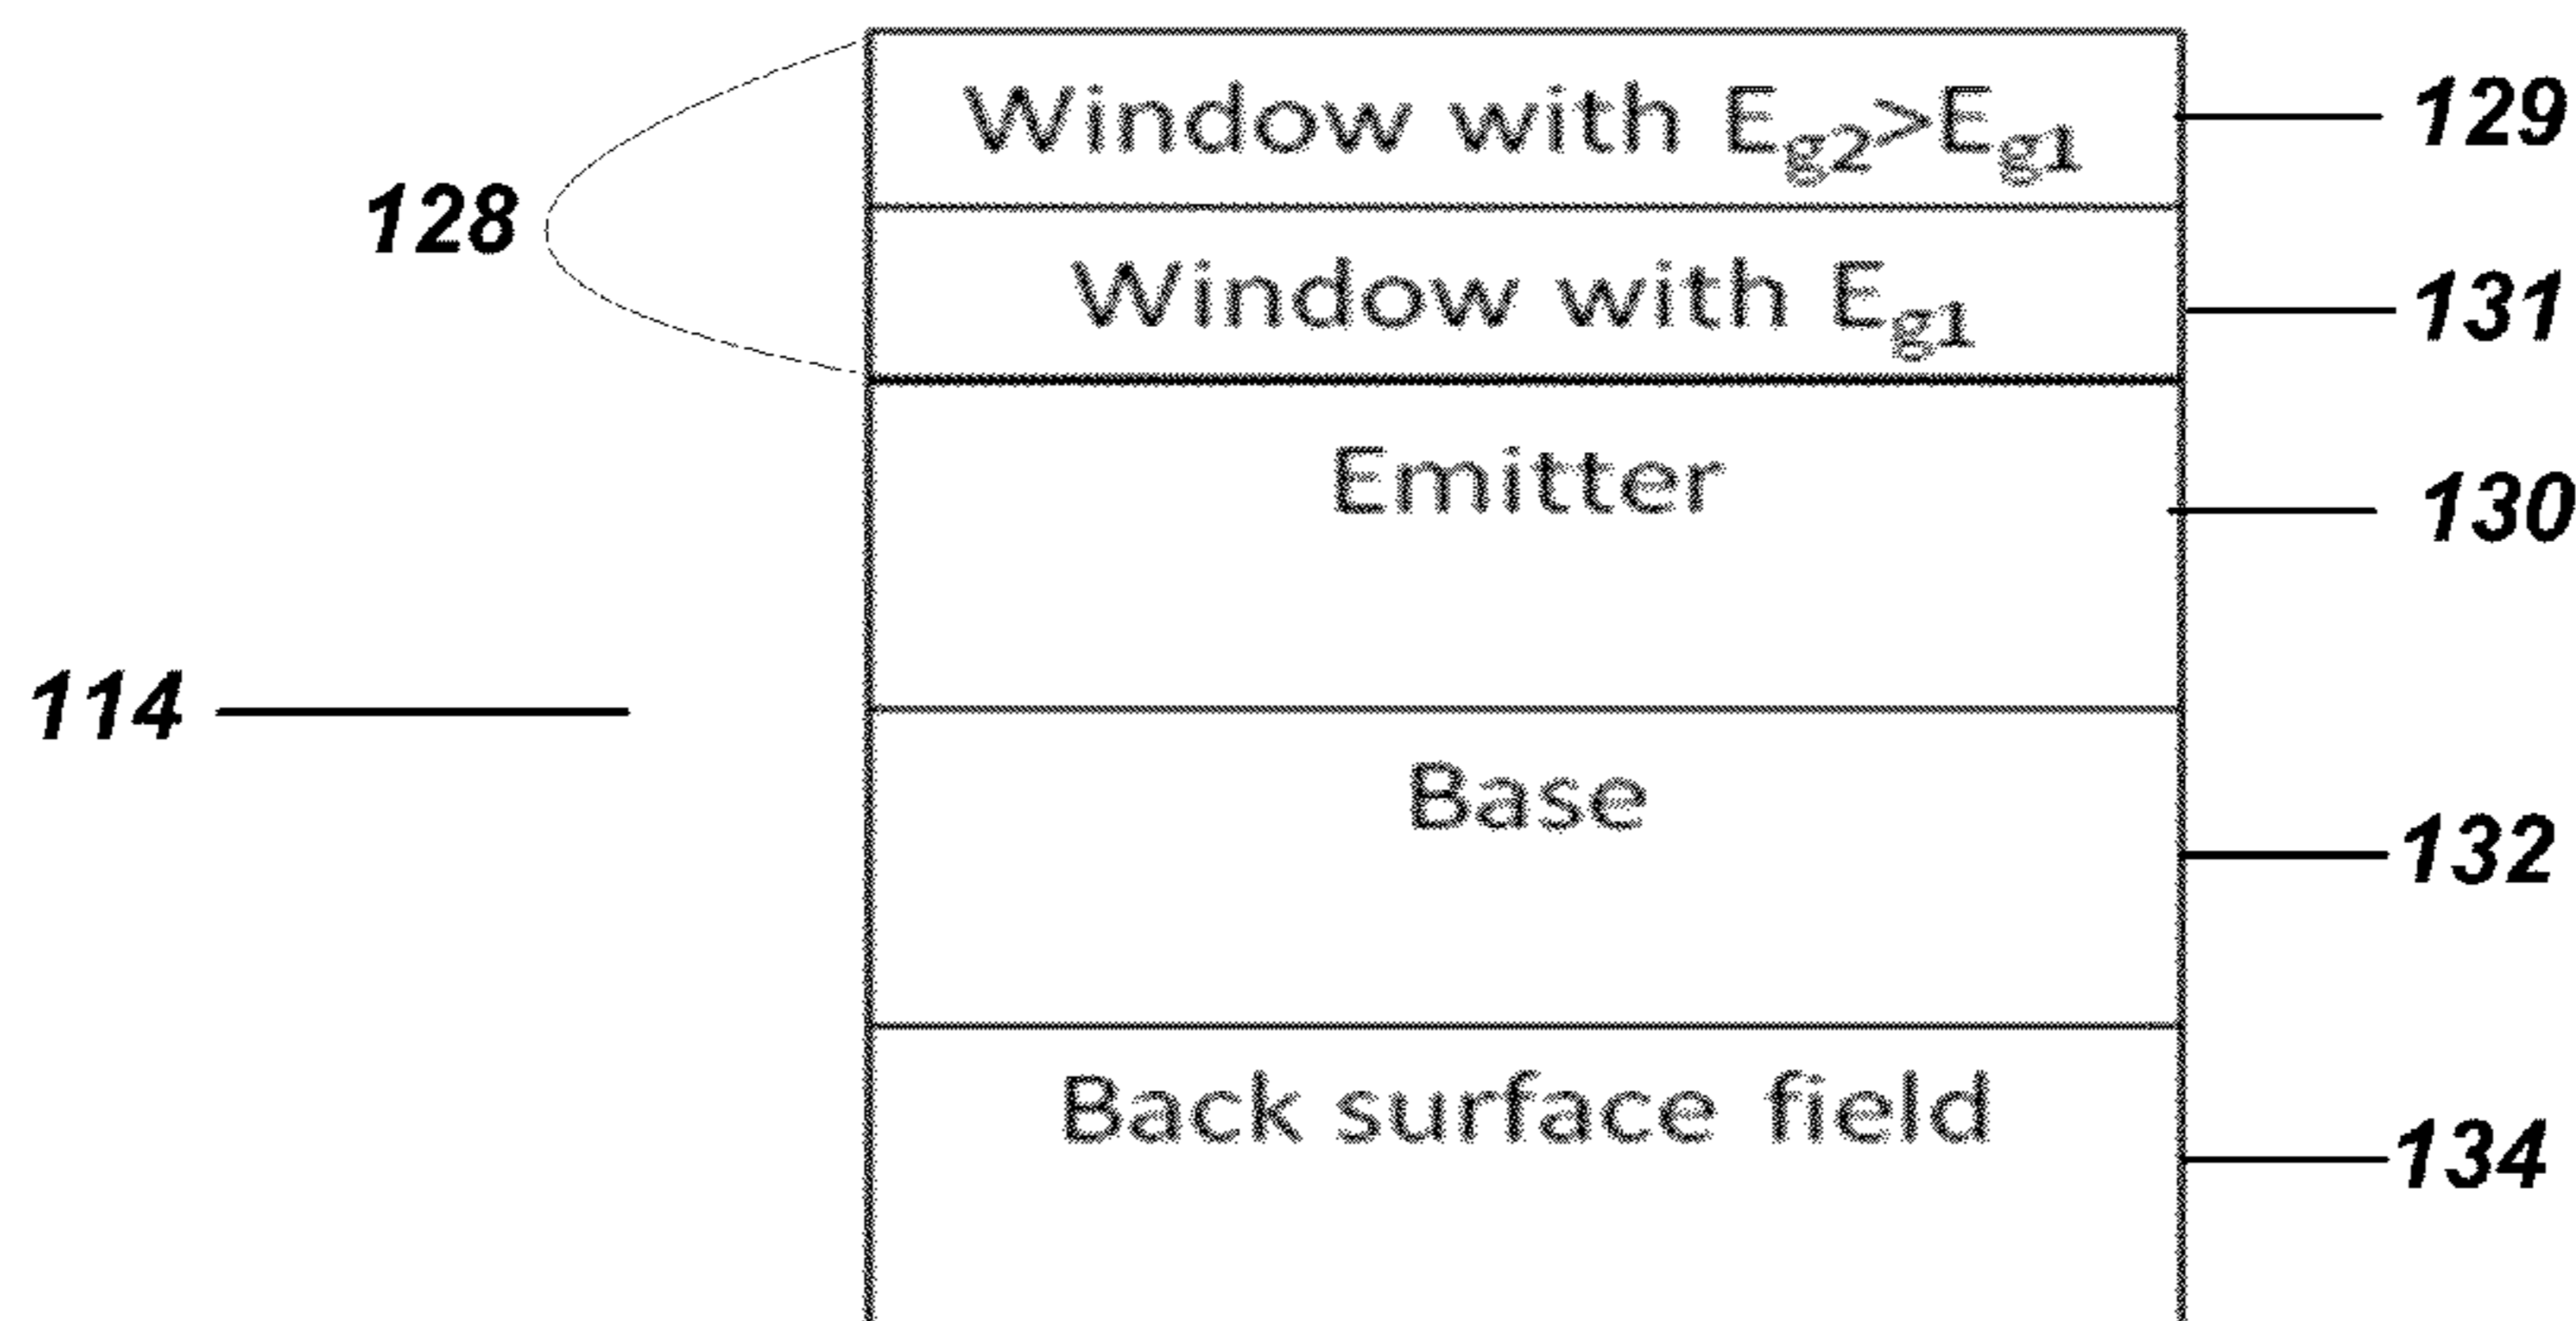 Window with Eg2>Eg1
129
128
Window with Eg1
131
Emitter
130
114
Base
132
Back surface field
134